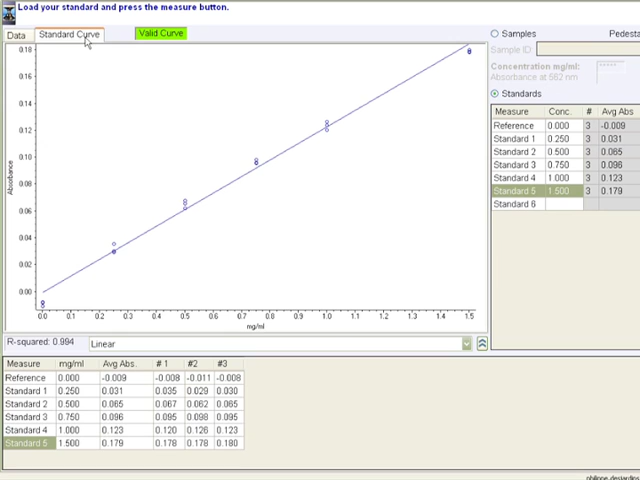 Load your standard and press the measure button.
Data Standard Curve Valid Curve
Samples Pedesta
Sample ID:
Concentration mg/ml:
Absorbance at 562 nm
Standards
Measure Conc. # Avg Abs
Reference 0.000 3 -0.009
Standard 1 0.250 3 0.031
Standard 2 0.500 3 0.065
Standard 3 0.750 3 0.096
Standard 4 1.000 3 0.123
Standard 5 1.500 3 0.179
Standard 6
0.18
0.16
0.14
0.12
0.10
0.08
0.06
0.04
0.02
0.00
Absorbance
0.0 0.1 0.2 0.3 0.4 0.5 0.6 0.7 0.8 0.9 1.0 1.1 1.2 1.3 1.4 1.5
mg/ml
R-squared: 0.994 Linear
Measure mg/ml Avg Abs. # 1 #2 #3
Reference 0.000 -0.009 -0.008 -0.011 -0.008
Standard 1 0.250 0.031 0.035 0.029 0.030
Standard 2 0.500 0.065 0.067 0.062 0.065
Standard 3 0.750 0.096 0.095 0.098 0.095
Standard 4 1.000 0.123 0.120 0.126 0.123
Standard 5 1.500 0.179 0.178 0.178 0.180
philippe.desjardins